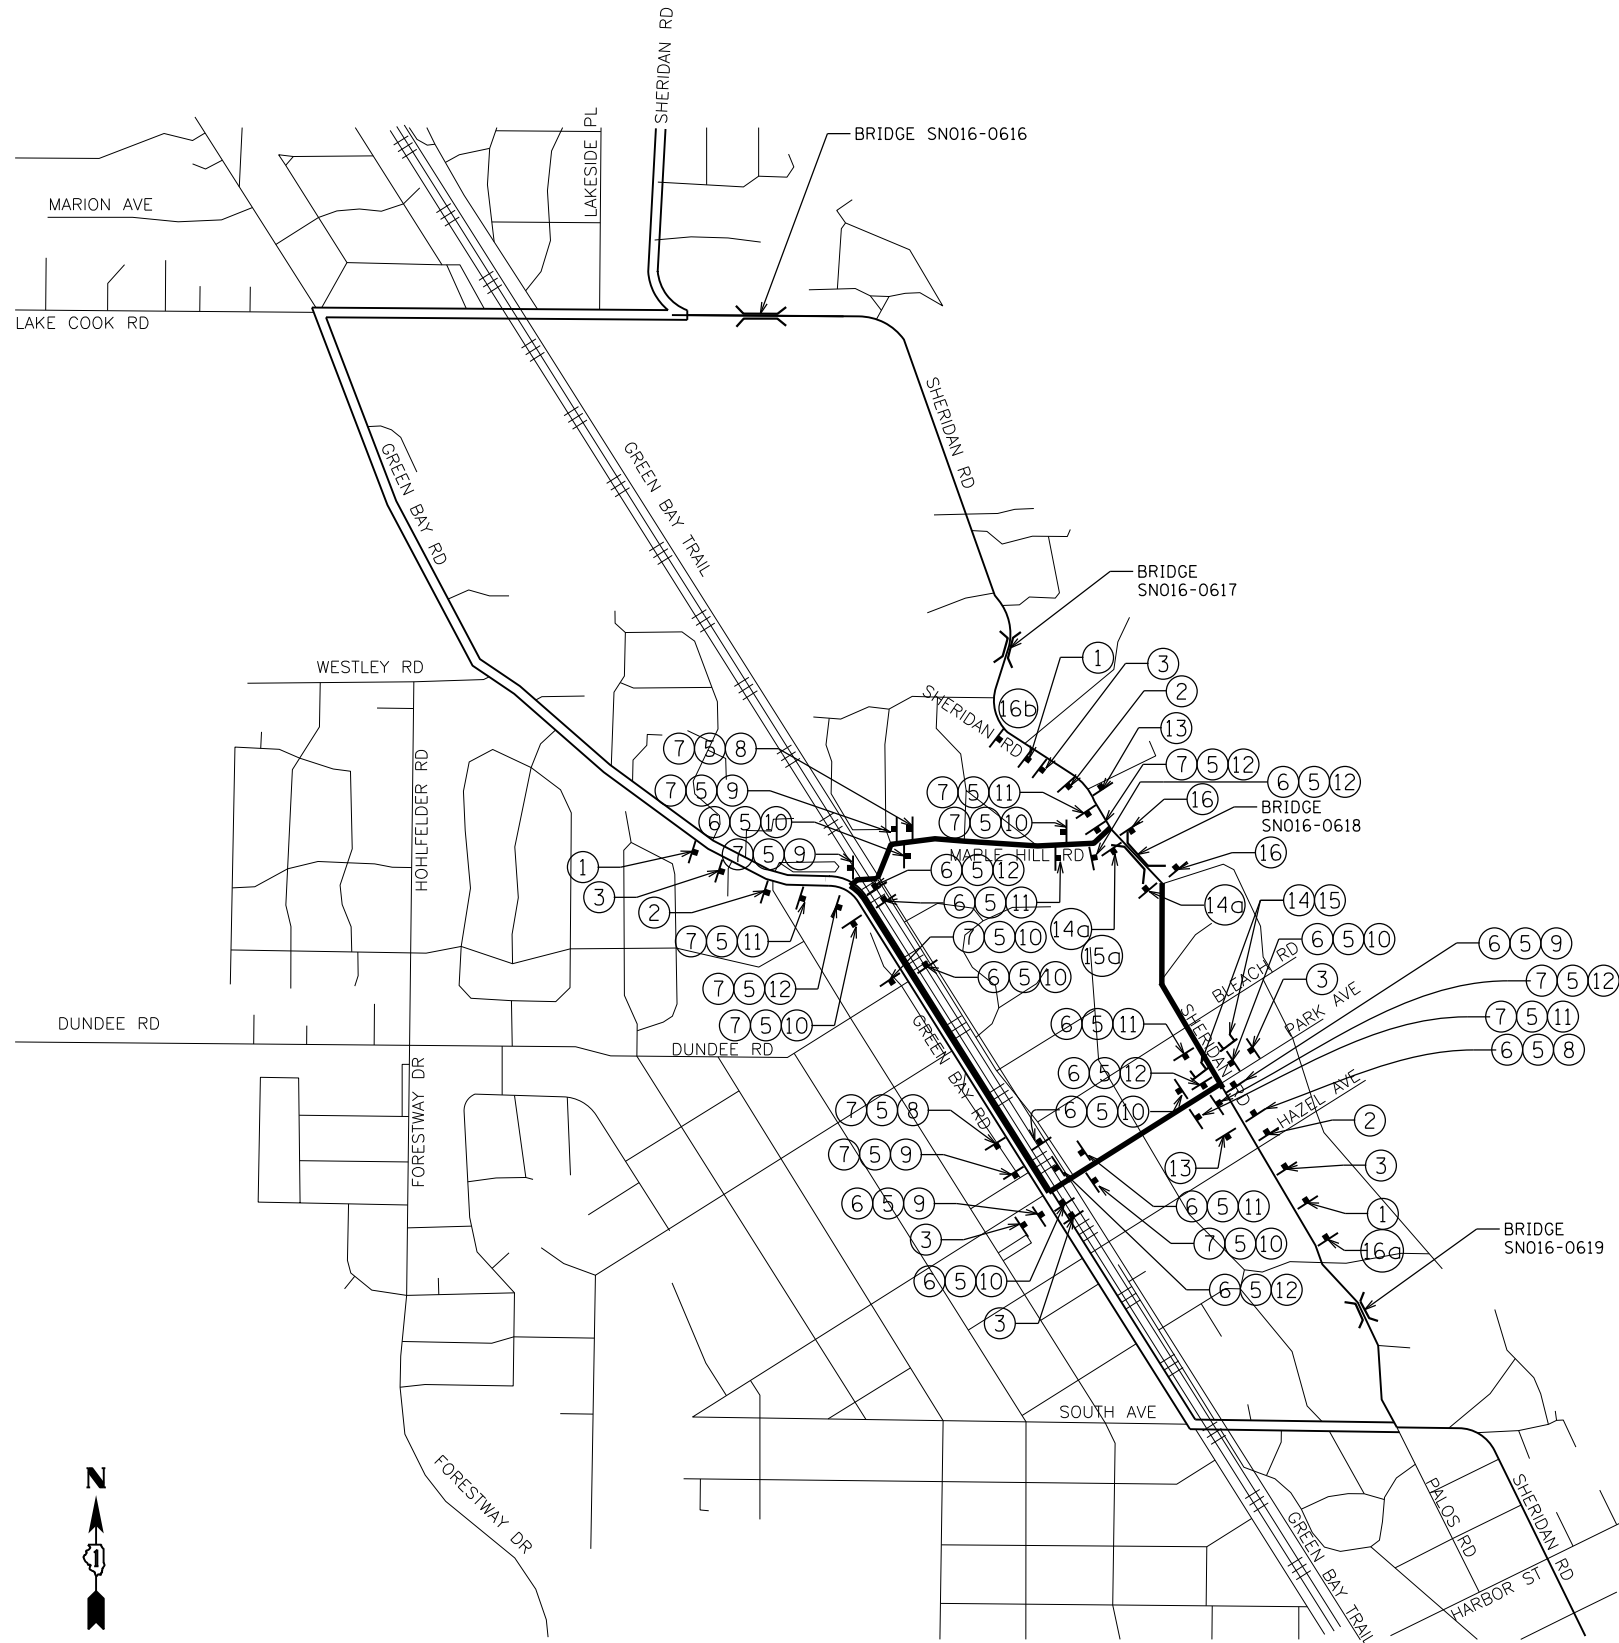 SHERIDAN RD
BRIDGE SN016-0616
LAKESIDE PL
MARION AVE
LAKE COOK RD
SHERIDAN RD
GREEN BAY RD
GREEN BAY TRAIL
BRIDGE
SN016-0617
WESTLEY RD
1
3
2
SHERIDAN RD
16b
13
7 5 8
7 5 12
HOHLFELDER RD
7 5 9
7 5 11
6 5 12
16
BRIDGE
SN016-0618
6 5 10
7 5 10
7 5 9
MAPLE HILL RD
16
1
3
6 5 12
2
6 5 11
14a
14 15
7 5 11
7 5 10
14a
6 5 10
6 5 9
15a
7 5 12
6 5 10
BLEACH RD
3
7 5 12
7 5 10
DUNDEE RD
GREEN BAY RD
6 5 11
SHERIDAN RD
PARK AVE
7 5 11
DUNDEE RD
6 5 8
FORESTWAY DR
6 5 12
HAZEL AVE
7 5 8
6 5 10
2
7 5 9
13
3
6 5 9
6 5 11
1
3
7 5 10
16a
BRIDGE
SN016-0619
6 5 10
6 5 12
3
SOUTH AVE
N
1
FORESTWAY DR
PALOS RD
SHERIDAN RD
GREEN BAY TRAIL
HARBOR ST